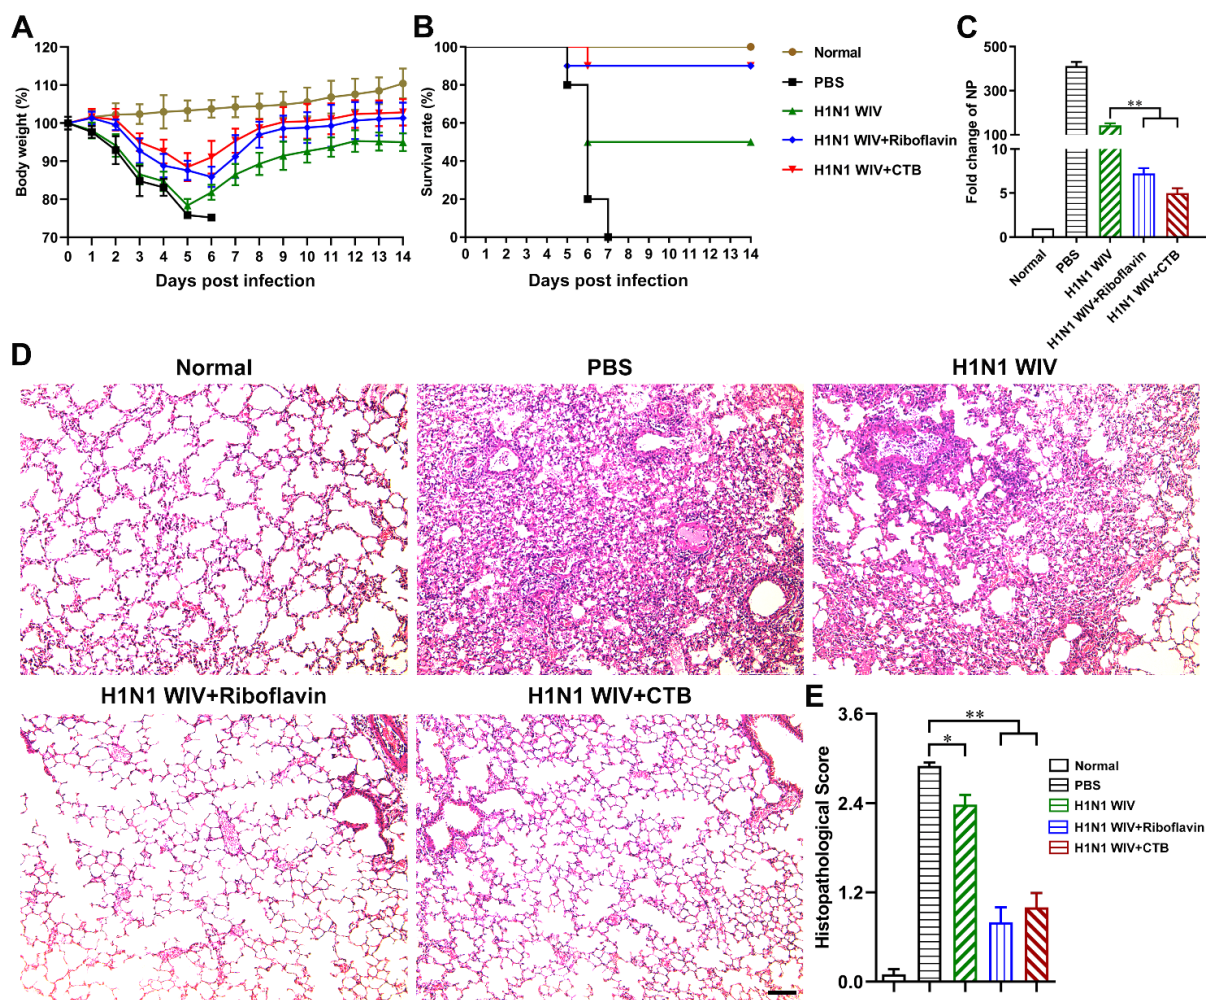 A
120
110
100
90
80
70
Body weight (%)
0 1 2 3 4 5 6 7 8 9 10 11 12 13 14
Days post infection
B
100
80
60
40
20
0
Survival rate (%)
0 1 2 3 4 5 6 7 8 9 10 11 12 13 14
Days post infection
Normal
PBS
H1N1 WIV
H1N1 WIV+Riboflavin
H1N1 WIV+CTB
C
500
300
100
10
5
0
Fold change of NP
**
Normal
PBS
H1N1 WIV
H1N1 WIV+Riboflavin
H1N1 WIV+CTB
D
Normal PBS H1N1 WIV
H1N1 WIV+Riboflavin H1N1 WIV+CTB
E
3.6
2.4
1.2
0.0
Histopathological Score
**
*
Normal
PBS
H1N1 WIV
H1N1 WIV+Riboflavin
H1N1 WIV+CTB